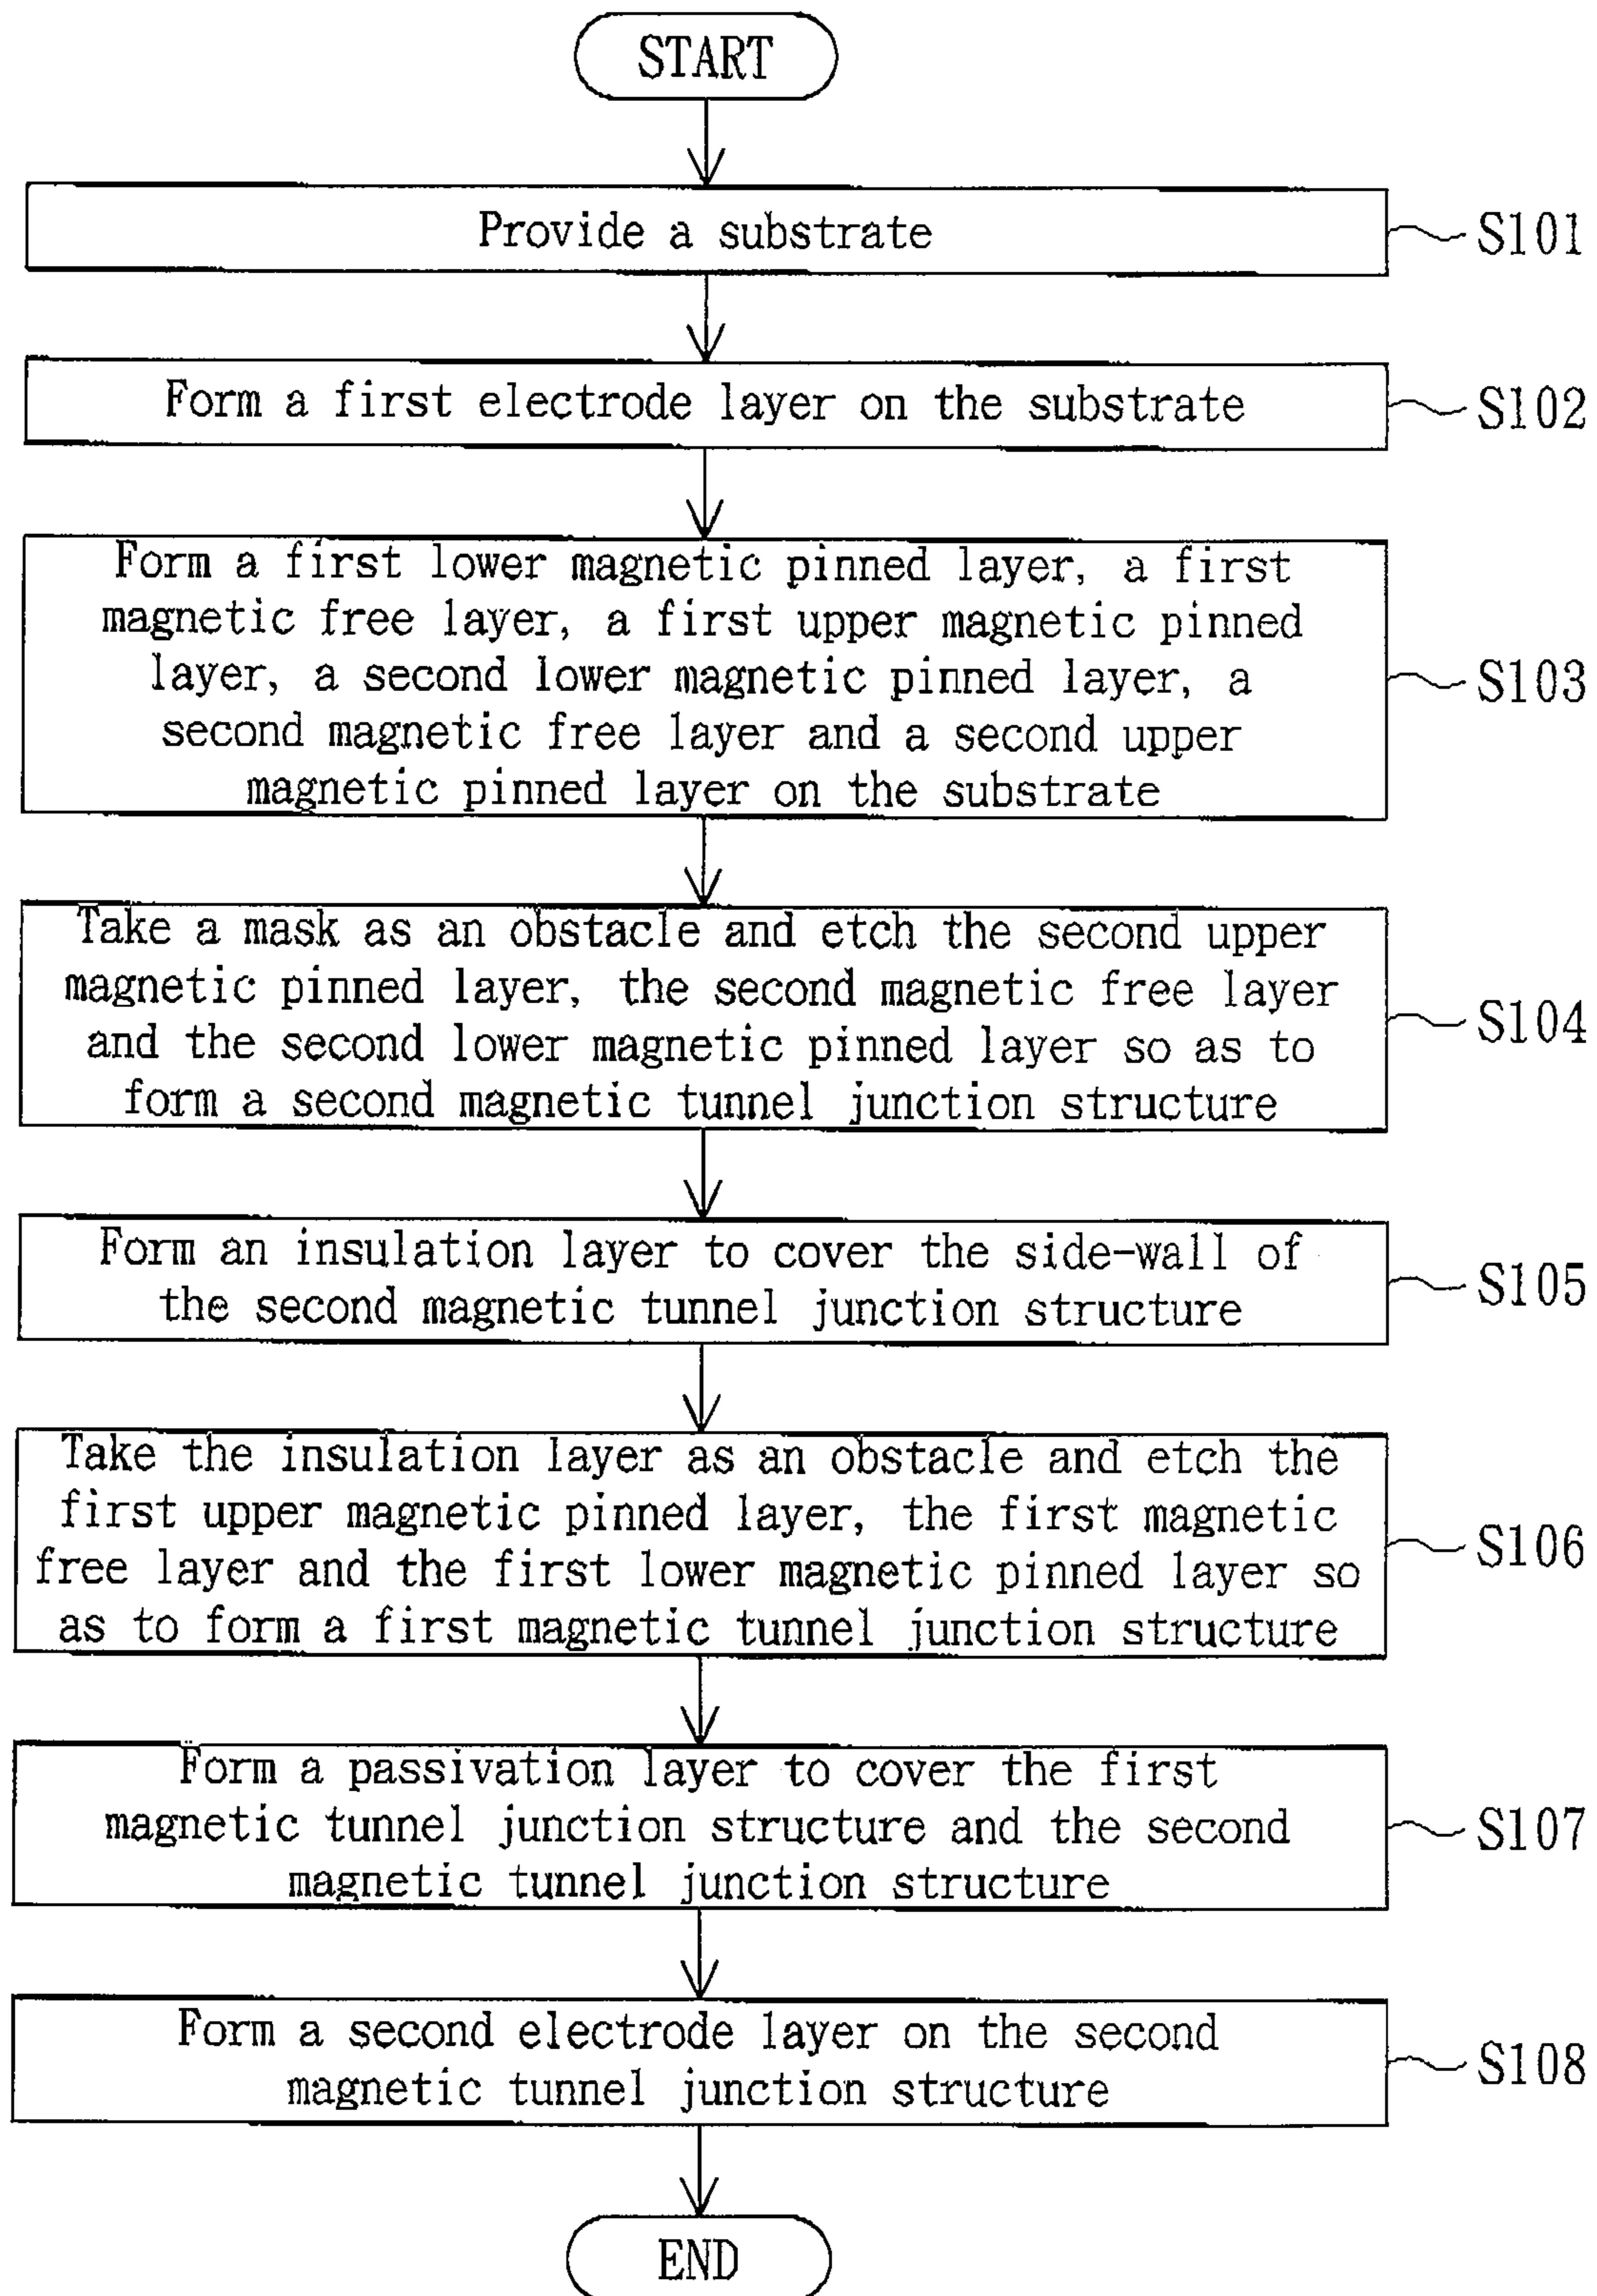 START
Provide a substrate
S101
Form a first electrode layer on the substrate
S102
Form a first lower magnetic pinned layer, a first
magnetic free layer, a first upper magnetic pinned
layer, a second lower magnetic pinned layer, a
second magnetic free layer and a second upper
magnetic pinned layer on the substrate
S103
Take a mask as an obstacle and etch the second upper
magnetic pinned layer, the second magnetic free layer
and the second lower magnetic pinned layer so as to
form a second magnetic tunnel junction structure
S104
Form an insulation layer to cover the side-wall of
the second magnetic tunnel junction structure
S105
Take the insulation layer as an obstacle and etch the
first upper magnetic pinned layer, the first magnetic
free layer and the first lower magnetic pinned layer so
as to form a first magnetic tunnel junction structure
S106
Form a passivation layer to cover the first
magnetic tunnel junction structure and the second
magnetic tunnel junction structure
S107
Form a second electrode layer on the second
magnetic tunnel junction structure
S108
END